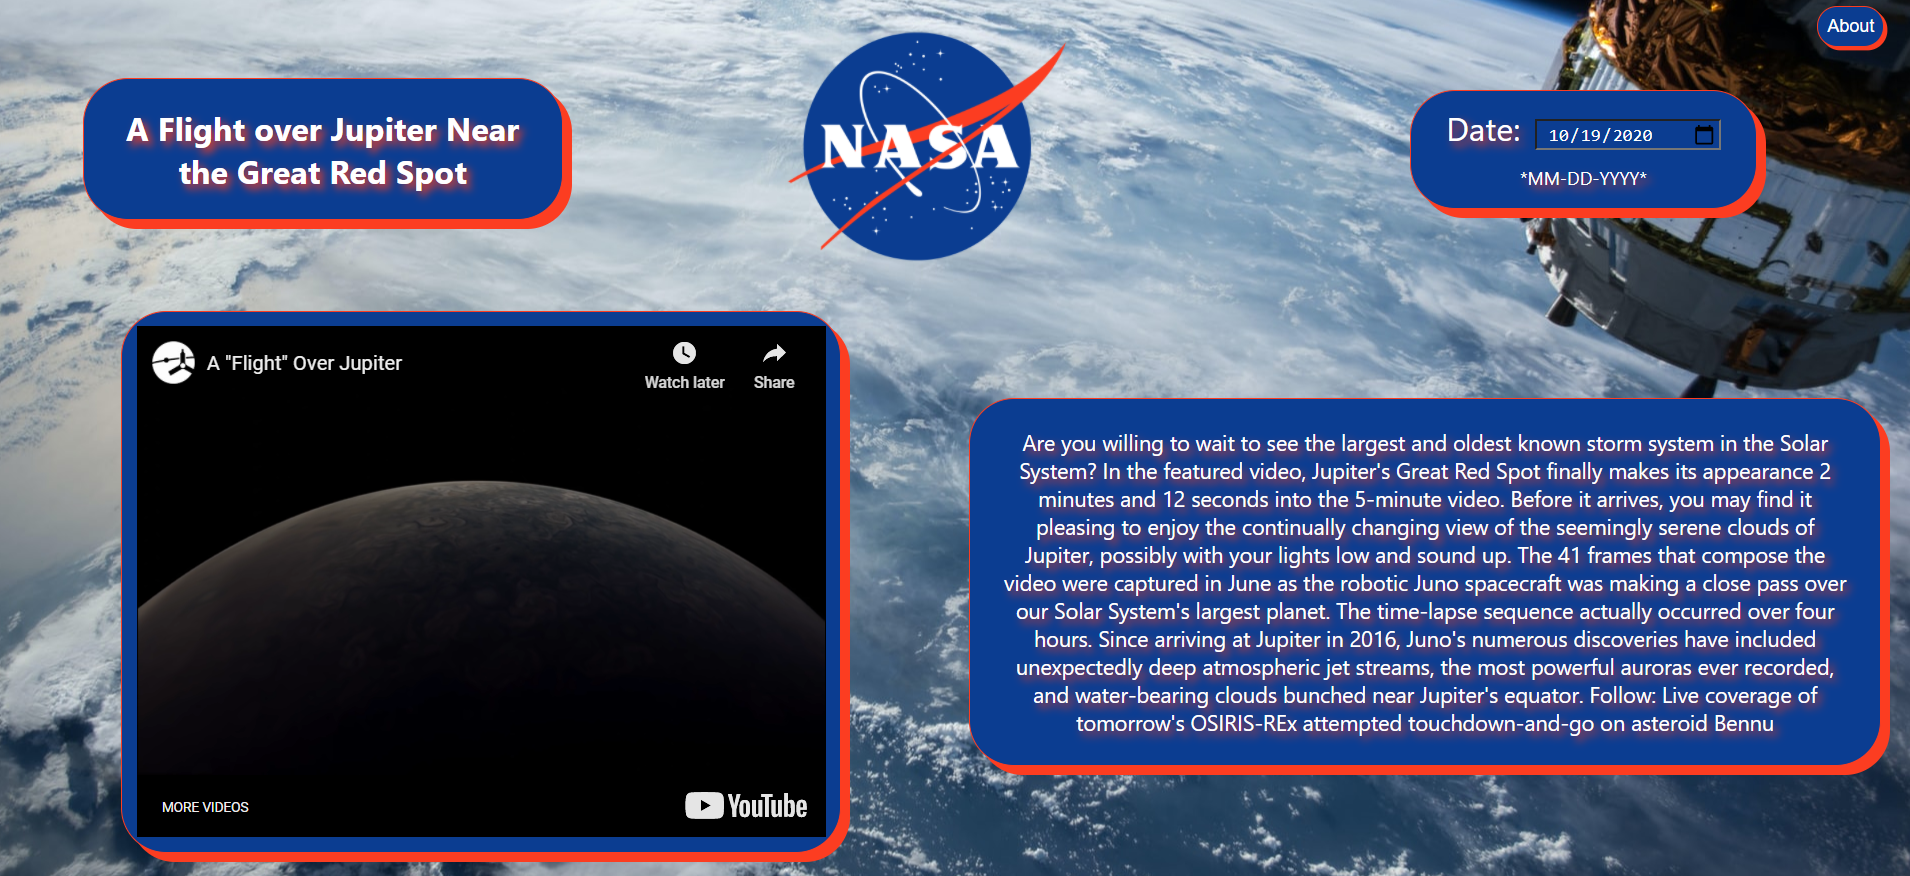 About
A Flight over Jupiter Near
the Great Red Spot
NASA
Date: 10/19/2020
*MM-DD-YYYY*
A "Flight" Over Jupiter
Watch later
Share
MORE VIDEOS
YouTube
Are you willing to wait to see the largest and oldest known storm system in the Solar
System? In the featured video, Jupiter's Great Red Spot finally makes its appearance 2
minutes and 12 seconds into the 5-minute video. Before it arrives, you may find it
pleasing to enjoy the continually changing view of the seemingly serene clouds of
Jupiter, possibly with your lights low and sound up. The 41 frames that compose the
video were captured in June as the robotic Juno spacecraft was making a close pass over
our Solar System's largest planet. The time-lapse sequence actually occurred over four
hours. Since arriving at Jupiter in 2016, Juno's numerous discoveries have included
unexpectedly deep atmospheric jet streams, the most powerful auroras ever recorded,
and water-bearing clouds bunched near Jupiter's equator. Follow: Live coverage of
tomorrow's OSIRIS-REx attempted touchdown-and-go on asteroid Bennu